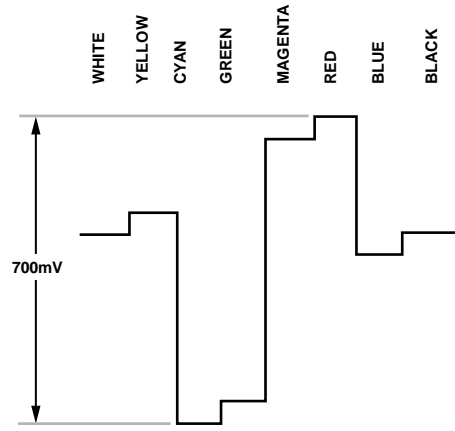 WHITE
YELLOW
CYAN
GREEN
MAGENTA
RED
BLUE
BLACK
700mV